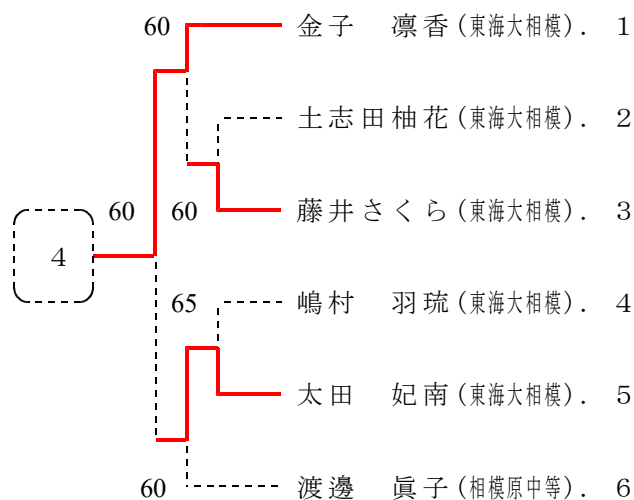 60
金子 凛香(東海大相模). 1
土志田柚花(東海大相模). 2
60 60
藤井さくら(東海大相模). 3
4
65
嶋村 羽琉(東海大相模). 4
太田 妃南(東海大相模). 5
60
渡邊 眞子(相模原中等). 6